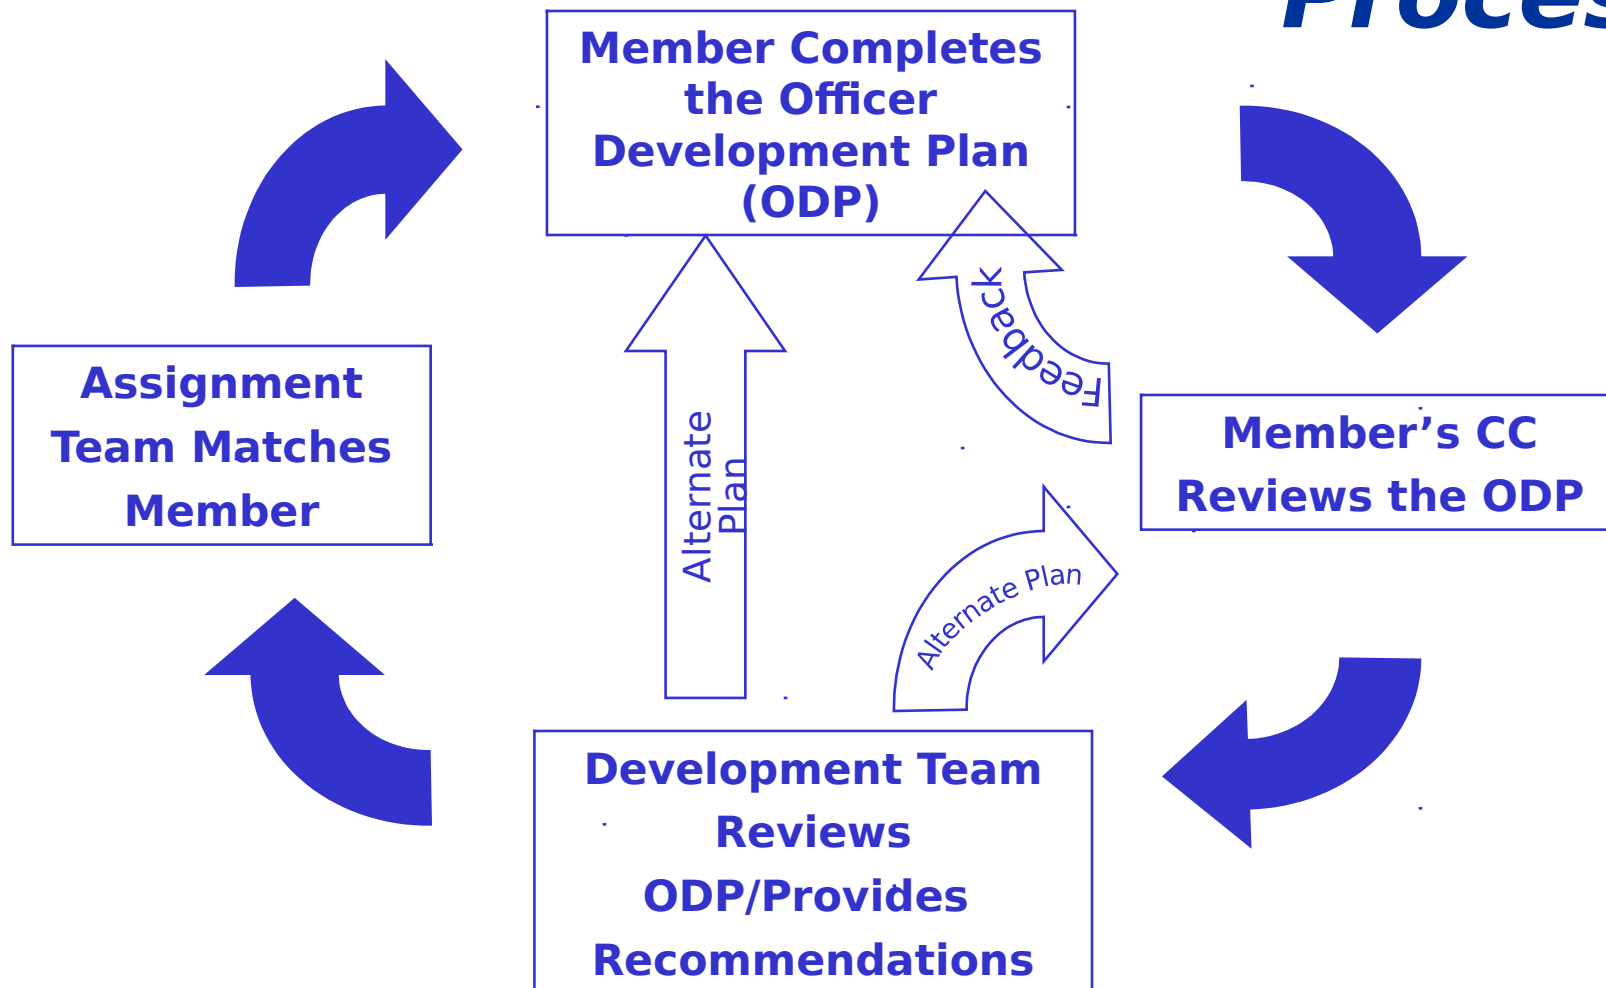 Member Completes
the Officer
Development Plan
(ODP)
Feedback
Assignment
Team Matches
Member
Alternate
Plan
Member’s CC
Reviews the ODP
Alternate Plan
Development Team
Reviews
ODP/Provides
Recommendations